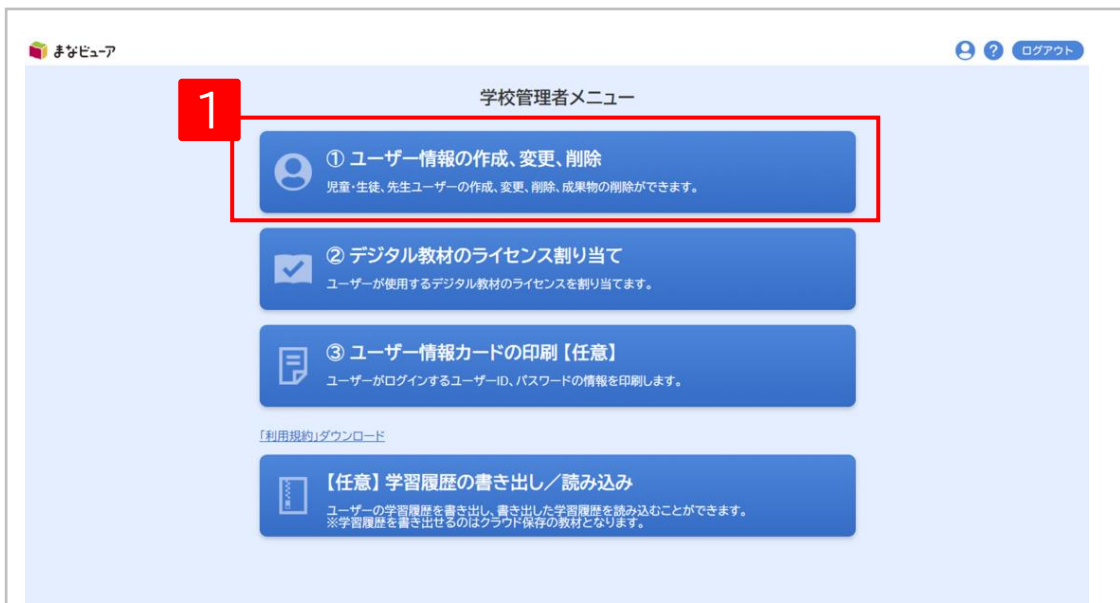 まなビューア
? ログアウト
学校管理者メニュー
1
① ユーザー情報の作成、変更、削除
児童・生徒、先生ユーザーの作成、変更、削除、成果物の削除ができます。
② デジタル教材のライセンス割り当て
ユーザーが使用するデジタル教材のライセンスを割り当てます。
③ ユーザー情報カードの印刷【任意】
ユーザーがログインするユーザーID、パスワードの情報を印刷します。
「利用規約」ダウンロード
【任意】学習履歴の書き出し／読み込み
ユーザーの学習履歴を書き出し、書き出した学習履歴を読み込むことができます。
※学習履歴を書き出せるのはクラウド保存の教材となります。